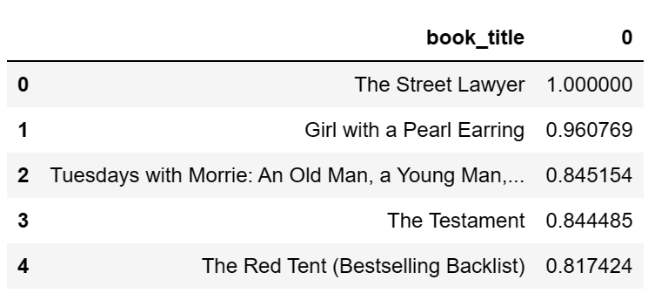 book_title 0
0 The Street Lawyer 1.000000
1 Girl with a Pearl Earring 0.960769
2 Tuesdays with Morrie: An Old Man, a Young Man,... 0.845154
3 The Testament 0.844485
4 The Red Tent (Bestselling Backlist) 0.817424